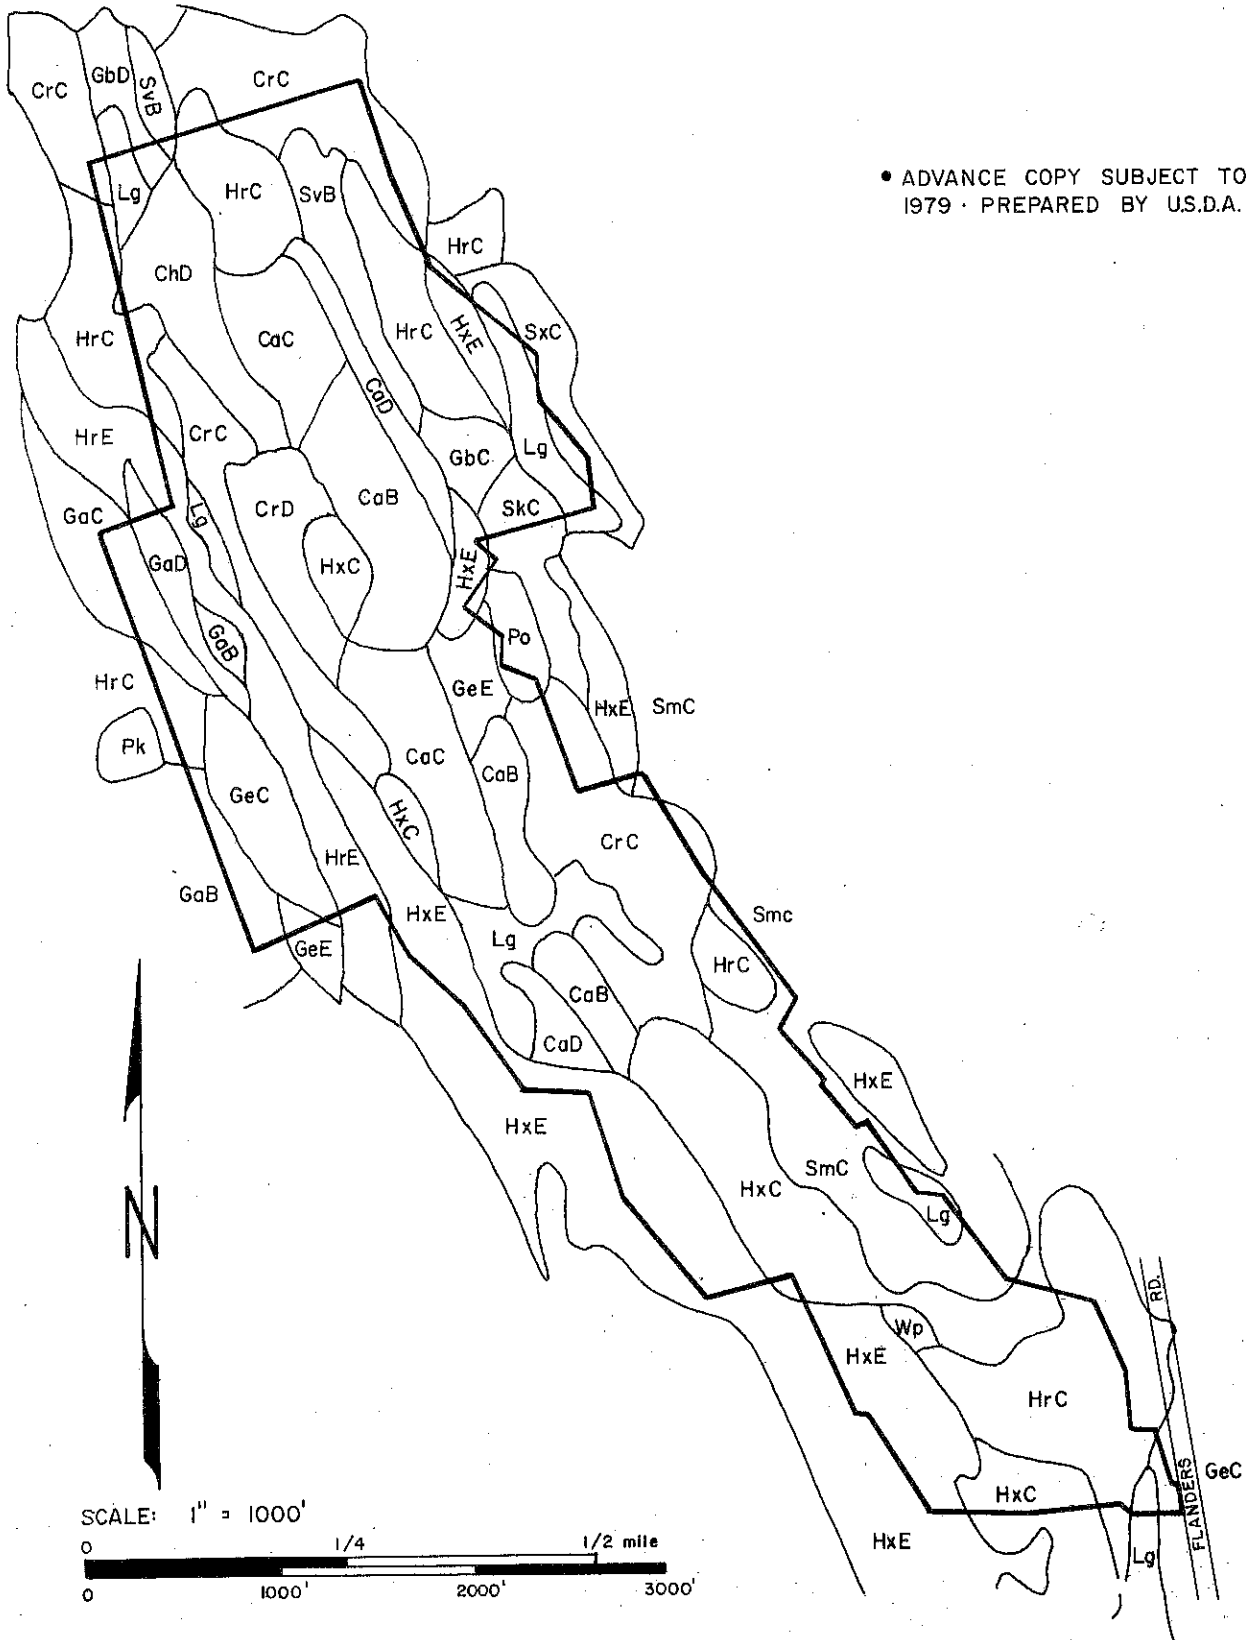 CrC
GbD
SvB
CrC
• ADVANCE COPY SUBJECT TO
1979 · PREPARED BY U.S.D.A.
Lg
HrC
SvB
HrC
ChD
HrC
CaC
HrC
HxE
SxC
CaD
HrE
CrC
GbC
Lg
GaC
Lg
CrD
CaB
SkC
GaD
HxC
HxE
GaB
Po
HrC
GeE
HxE
SmC
Pk
CaC
CaB
GeC
HxC
CrC
HrE
GaB
HxE
Smc
GeE
Lg
HrC
CaB
CaD
HxE
HxE
N
SmC
HxC
Lg
RD.
Wp
HxE
HrC
GeC
HxC
FLANDERS
SCALE: 1" = 1000'
HxE
Lg
0 1/4 1/2 mile
0 1000' 2000' 3000'